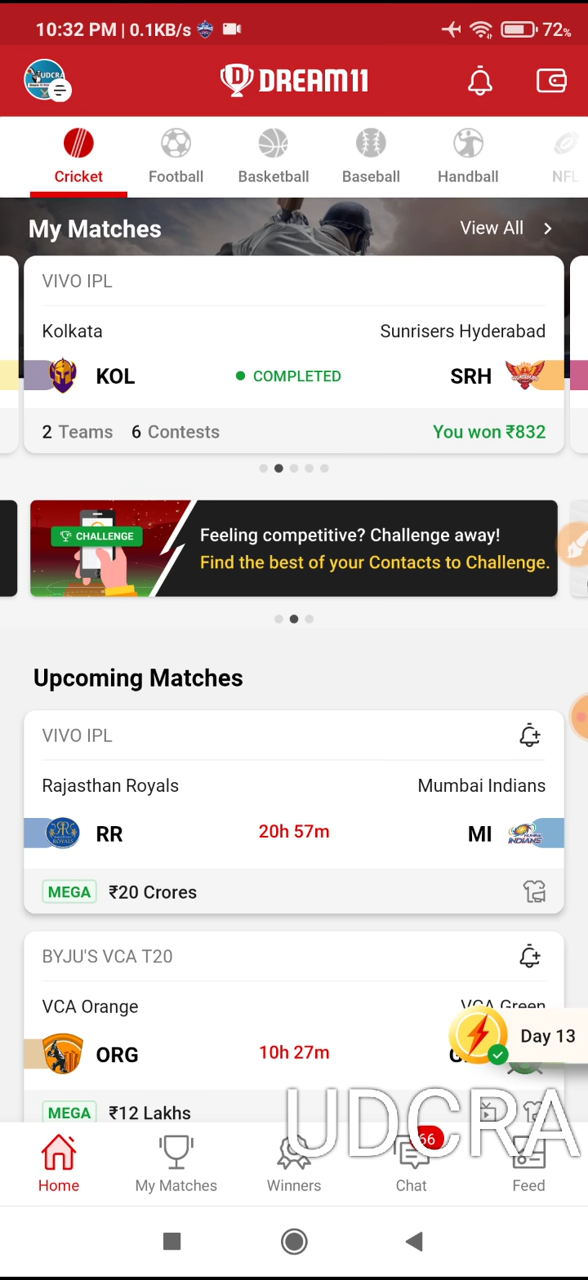 10:32 PM | 0.1KB/s 72%
UDCRA
DREAM11
Cricket Football Basketball Baseball Handball NFL
My Matches View All
VIVO IPL
Kolkata Sunrisers Hyderabad
KOL COMPLETED SRH
2 Teams 6 Contests You won ₹832
CHALLENGE
Feeling competitive? Challenge away!
Find the best of your Contacts to Challenge.
Upcoming Matches
VIVO IPL
Rajasthan Royals Mumbai Indians
RR 20h 57m MI
MEGA ₹20 Crores
BYJU'S VCA T20
VCA Orange VCA Green
ORG 10h 27m
Day 13
MEGA ₹12 Lakhs
UDCRA
66
Home My Matches Winners Chat Feed